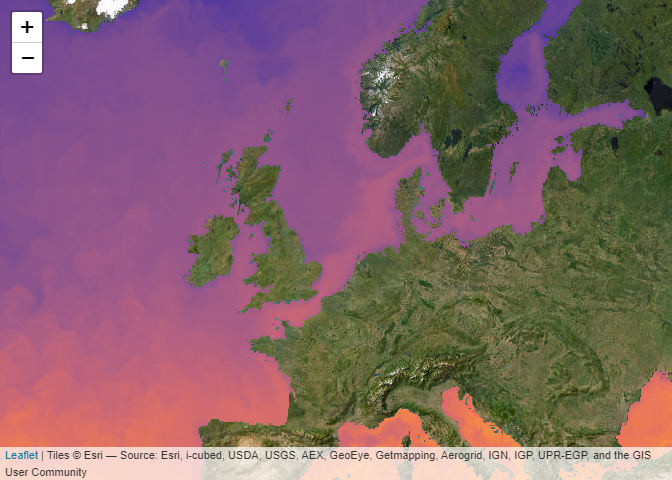 +
−
Leaflet | Tiles © Esri — Source: Esri, i-cubed, USDA, USGS, AEX, GeoEye, Getmapping, Aerogrid, IGN, IGP, UPR-EGP, and the GIS
User Community